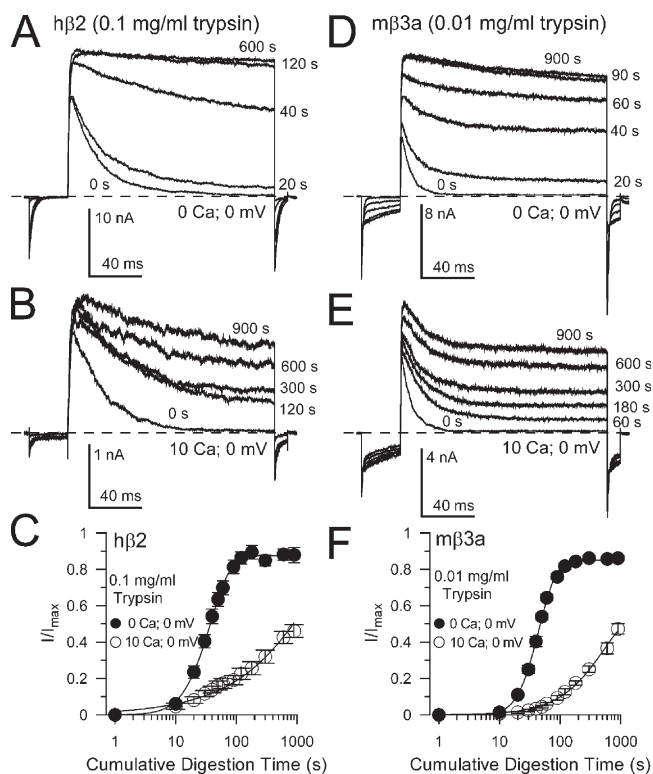 A
hβ2 (0.1 mg/ml trypsin)
600 s
120 s
40 s
20 s
0 s
0 Ca; 0 mV
10 nA
40 ms
D
mβ3a (0.01 mg/ml trypsin)
900 s
90 s
60 s
40 s
20 s
0 s
0 Ca; 0 mV
8 nA
40 ms
B
900 s
600 s
300 s
120 s
0 s
10 Ca; 0 mV
1 nA
40 ms
E
900 s
600 s
300 s
180 s
60 s
0 s
10 Ca; 0 mV
4 nA
40 ms
C
hβ2
0.1 mg/ml
Trypsin
0 Ca; 0 mV
10 Ca; 0 mV
I/Imax
1
0.8
0.6
0.4
0.2
0
1
10
100
1000
Cumulative Digestion Time (s)
F
mβ3a
0.01 mg/ml
Trypsin
0 Ca; 0 mV
10 Ca; 0 mV
I/Imax
1
0.8
0.6
0.4
0.2
0
1
10
100
1000
Cumulative Digestion Time (s)